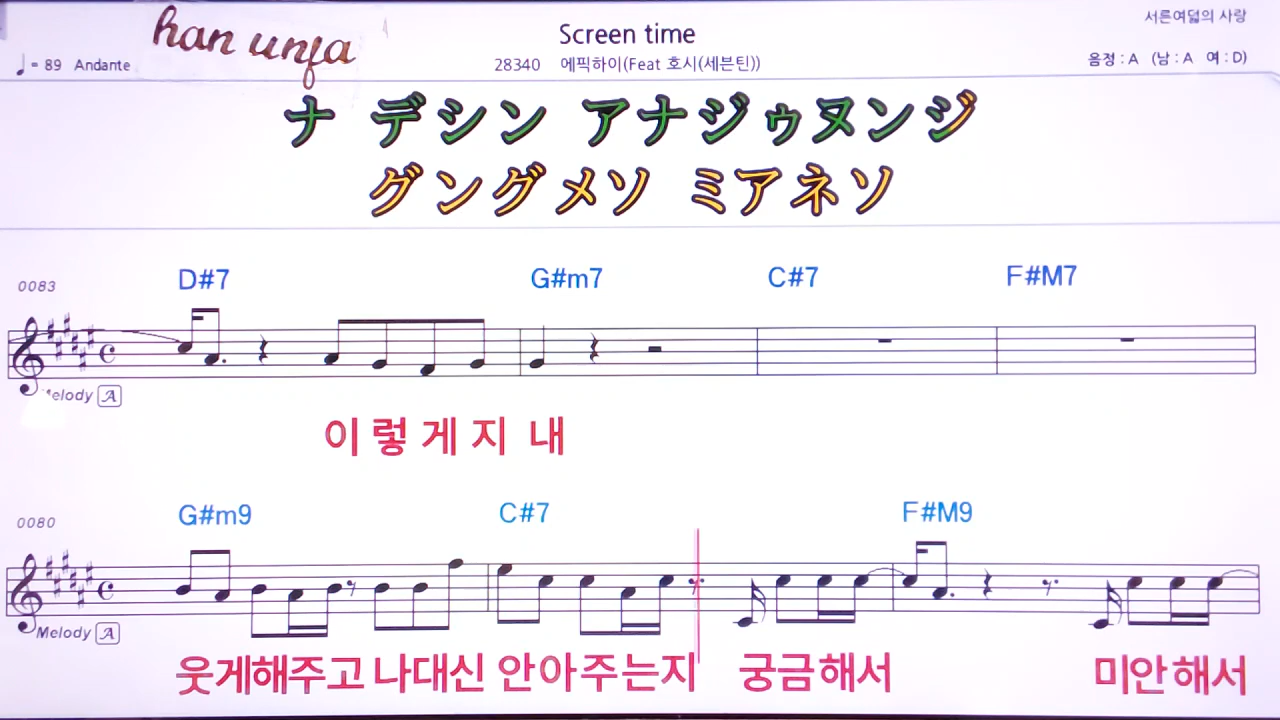 han unja
Screen time
서른여덟의 사랑
♩= 89 Andante
28340 에픽하이(Feat 호시(세븐틴))
음정 : A (남 : A 여 : D)
ナ デシン アナジゥヌンジ
グングメソ ミアネソ
0083 D#7 G#m7 C#7 F#M7
Melody A
이렇게지 내
0080 G#m9 C#7 F#M9
Melody A
웃게해주고 나대신 안아주는지 궁금해서 미안해서